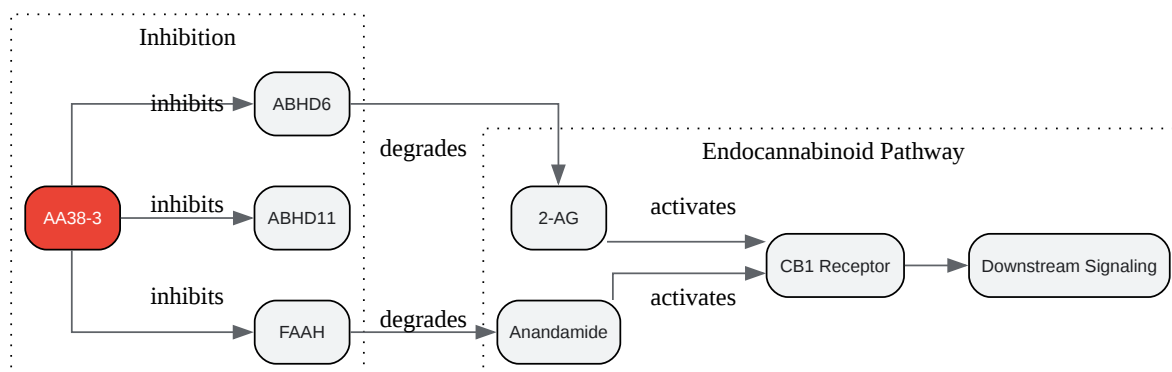 Inhibition
inhibits
ABHD6
degrades
Endocannabinoid Pathway
AA38-3
inhibits
ABHD11
2-AG
activates
CB1 Receptor
Downstream Signaling
inhibits
FAAH
degrades
Anandamide
activates